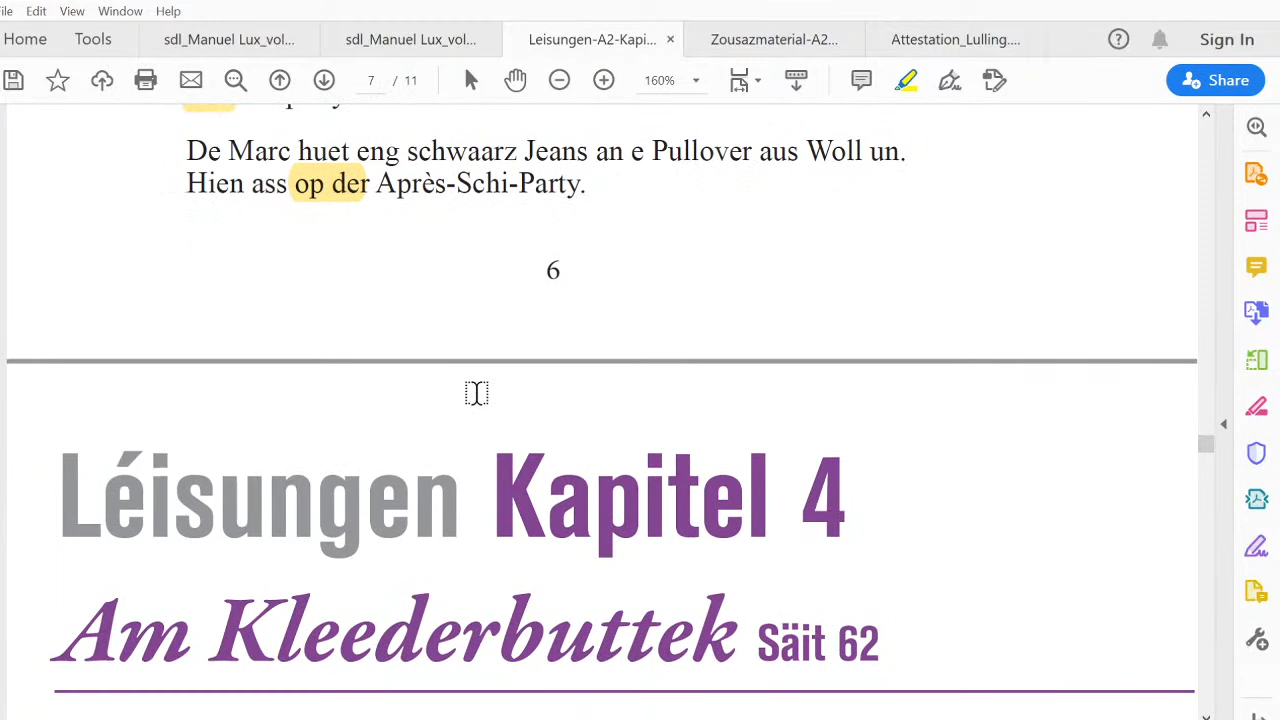 File Edit View Window Help
Home Tools sdl_Manuel Lux_vol... sdl_Manuel Lux_vol... Leisungen-A2-Kapi... × Zousazmaterial-A2... Attestation_Lulling.... Sign In
7 / 11 160% Share
De Marc huet eng schwaarz Jeans an e Pullover aus Woll un.
Hien ass op der Après-Schi-Party.
6
Léisungen Kapitel 4
Am Kleederbuttek Säit 62